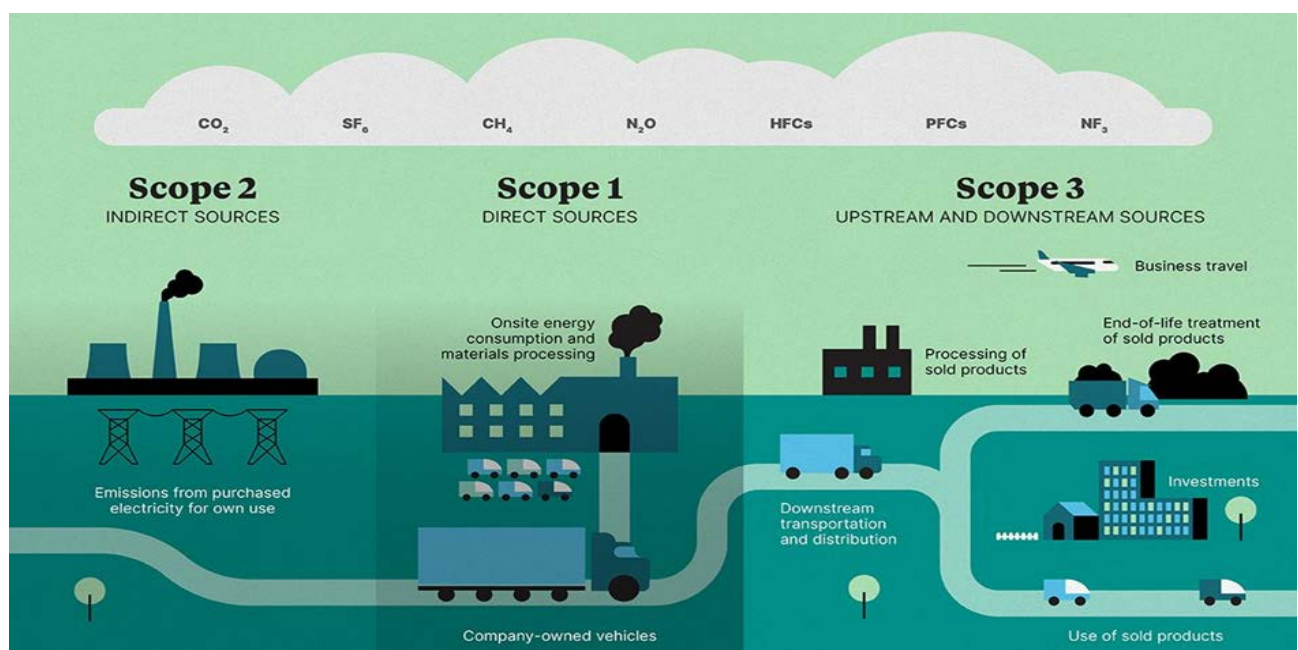 CO₂ SF₆ CH₄ N₂O HFCs PFCs NF₃
Scope 2
INDIRECT SOURCES
Emissions from purchased
electricity for own use
Scope 1
DIRECT SOURCES
Onsite energy
consumption and
materials processing
Company-owned vehicles
Scope 3
UPSTREAM AND DOWNSTREAM SOURCES
Business travel
Processing of
sold products
End-of-life treatment
of sold products
Downstream
transportation
and distribution
Investments
Use of sold products